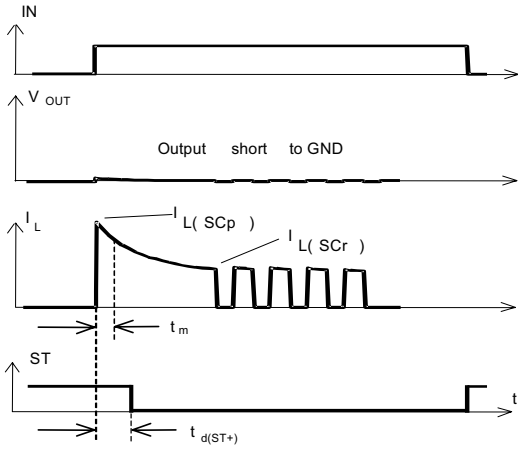 IN
V OUT
Output short to GND
I L
I L( SCp )
I L( SCr )
t m
ST
t
t d(ST+)